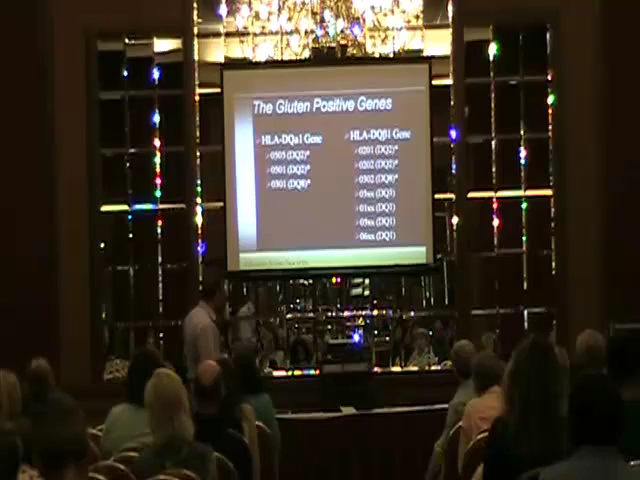 The Gluten Positive Genes
HLA-DQα1 Gene
0505 (DQ2)*
0501 (DQ2)*
0301 (DQ8)*
HLA-DQβ1 Gene
0201 (DQ2)*
0202 (DQ2)*
0302 (DQ8)*
03xx (DQ3)
01xx (DQ1)
05xx (DQ1)
06xx (DQ1)